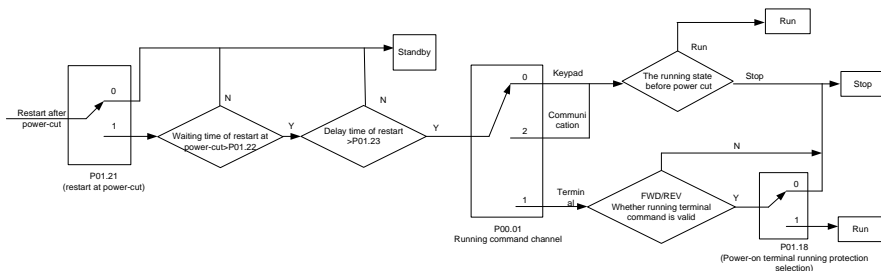 Restart after
power-cut
0
1
P01.21
(restart at power-cut)
N
Waiting time of restart at
power-cut>P01.22
Y
N
Delay time of restart
>P01.23
Y
Standby
0
2
1
P00.01
Running command channel
Keypad
Communi
cation
Termin
al
Run
Run
The running state
before power cut
Stop
Stop
N
FWD/REV
Whether running terminal
command is valid
Y
0
1
P01.18
(Power-on terminal running protection
selection)
Run